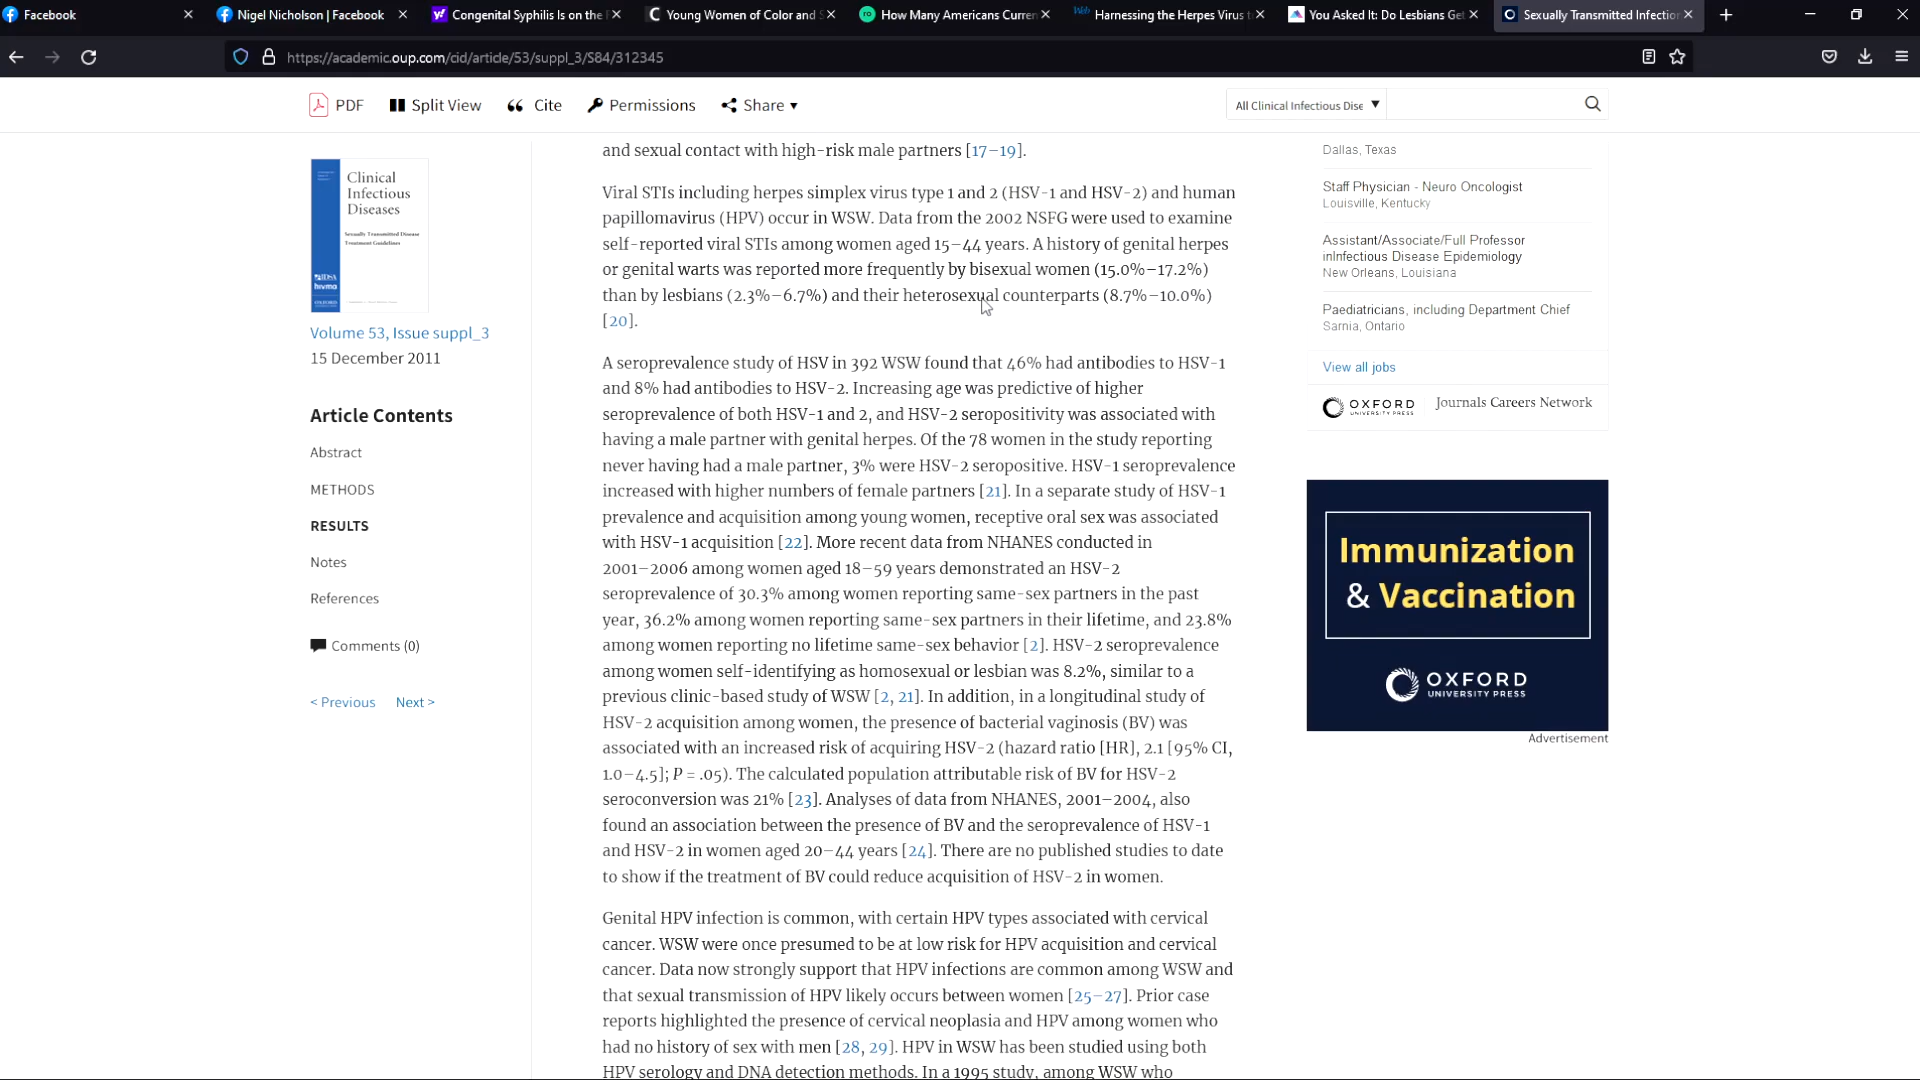 Facebook
Nigel Nicholson | Facebook
Congenital Syphilis Is on the
Young Women of Color and S
How Many Americans Curren
Harnessing the Herpes Virus t
You Asked It: Do Lesbians Get
Sexually Transmitted Infection
https://academic.oup.com/cid/article/53/suppl_3/S84/312345
PDF
Split View
Cite
Permissions
Share
All Clinical Infectious Dise
Clinical
Infectious
Diseases
Sexually Transmitted Disease
Treatment Guidelines
IDSA
hivma
OXFORD
Volume 53, Issue suppl_3
15 December 2011
Article Contents
Abstract
METHODS
RESULTS
Notes
References
Comments (0)
< Previous Next >
and sexual contact with high-risk male partners [17–19].
Viral STIs including herpes simplex virus type 1 and 2 (HSV-1 and HSV-2) and human
papillomavirus (HPV) occur in WSW. Data from the 2002 NSFG were used to examine
self-reported viral STIs among women aged 15–44 years. A history of genital herpes
or genital warts was reported more frequently by bisexual women (15.0%–17.2%)
than by lesbians (2.3%–6.7%) and their heterosexual counterparts (8.7%–10.0%)
[20].
A seroprevalence study of HSV in 392 WSW found that 46% had antibodies to HSV-1
and 8% had antibodies to HSV-2. Increasing age was predictive of higher
seroprevalence of both HSV-1 and 2, and HSV-2 seropositivity was associated with
having a male partner with genital herpes. Of the 78 women in the study reporting
never having had a male partner, 3% were HSV-2 seropositive. HSV-1 seroprevalence
increased with higher numbers of female partners [21]. In a separate study of HSV-1
prevalence and acquisition among young women, receptive oral sex was associated
with HSV-1 acquisition [22]. More recent data from NHANES conducted in
2001–2006 among women aged 18–59 years demonstrated an HSV-2
seroprevalence of 30.3% among women reporting same-sex partners in the past
year, 36.2% among women reporting same-sex partners in their lifetime, and 23.8%
among women reporting no lifetime same-sex behavior [2]. HSV-2 seroprevalence
among women self-identifying as homosexual or lesbian was 8.2%, similar to a
previous clinic-based study of WSW [2, 21]. In addition, in a longitudinal study of
HSV-2 acquisition among women, the presence of bacterial vaginosis (BV) was
associated with an increased risk of acquiring HSV-2 (hazard ratio [HR], 2.1 [95% CI,
1.0–4.5]; P = .05). The calculated population attributable risk of BV for HSV-2
seroconversion was 21% [23]. Analyses of data from NHANES, 2001–2004, also
found an association between the presence of BV and the seroprevalence of HSV-1
and HSV-2 in women aged 20–44 years [24]. There are no published studies to date
to show if the treatment of BV could reduce acquisition of HSV-2 in women.
Genital HPV infection is common, with certain HPV types associated with cervical
cancer. WSW were once presumed to be at low risk for HPV acquisition and cervical
cancer. Data now strongly support that HPV infections are common among WSW and
that sexual transmission of HPV likely occurs between women [25–27]. Prior case
reports highlighted the presence of cervical neoplasia and HPV among women who
had no history of sex with men [28, 29]. HPV in WSW has been studied using both
HPV serology and DNA detection methods. In a 1995 study, among WSW who
Dallas, Texas
Staff Physician - Neuro Oncologist
Louisville, Kentucky
Assistant/Associate/Full Professor
inInfectious Disease Epidemiology
New Orleans, Louisiana
Paediatricians, including Department Chief
Sarnia, Ontario
View all jobs
OXFORD
UNIVERSITY PRESS
Journals Careers Network
Immunization
& Vaccination
OXFORD
UNIVERSITY PRESS
Advertisement